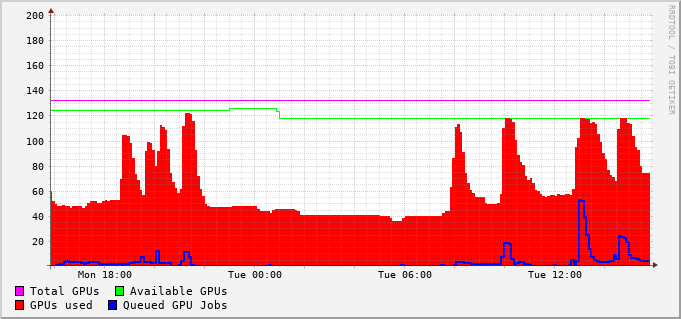 200
180
160
140
120
100
80
60
40
20
Mon 18:00 Tue 00:00 Tue 06:00 Tue 12:00
Total GPUs Available GPUs
GPUs used Queued GPU Jobs
RRDTOOL / TOBI OETIKER